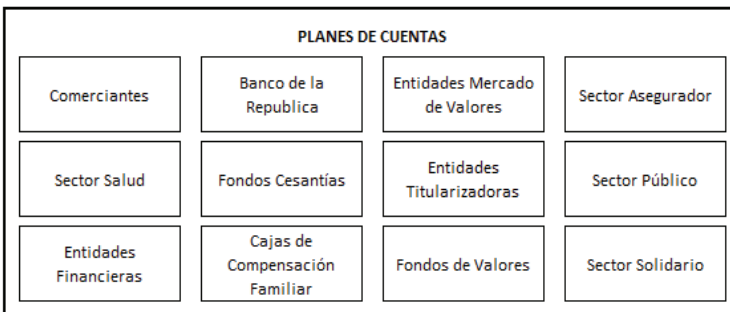 PLANES DE CUENTAS
Comerciantes
Banco de la
Republica
Entidades Mercado
de Valores
Sector Asegurador
Sector Salud
Fondos Cesantías
Entidades
Titularizadoras
Sector Público
Entidades
Financieras
Cajas de
Compensación
Familiar
Fondos de Valores
Sector Solidario